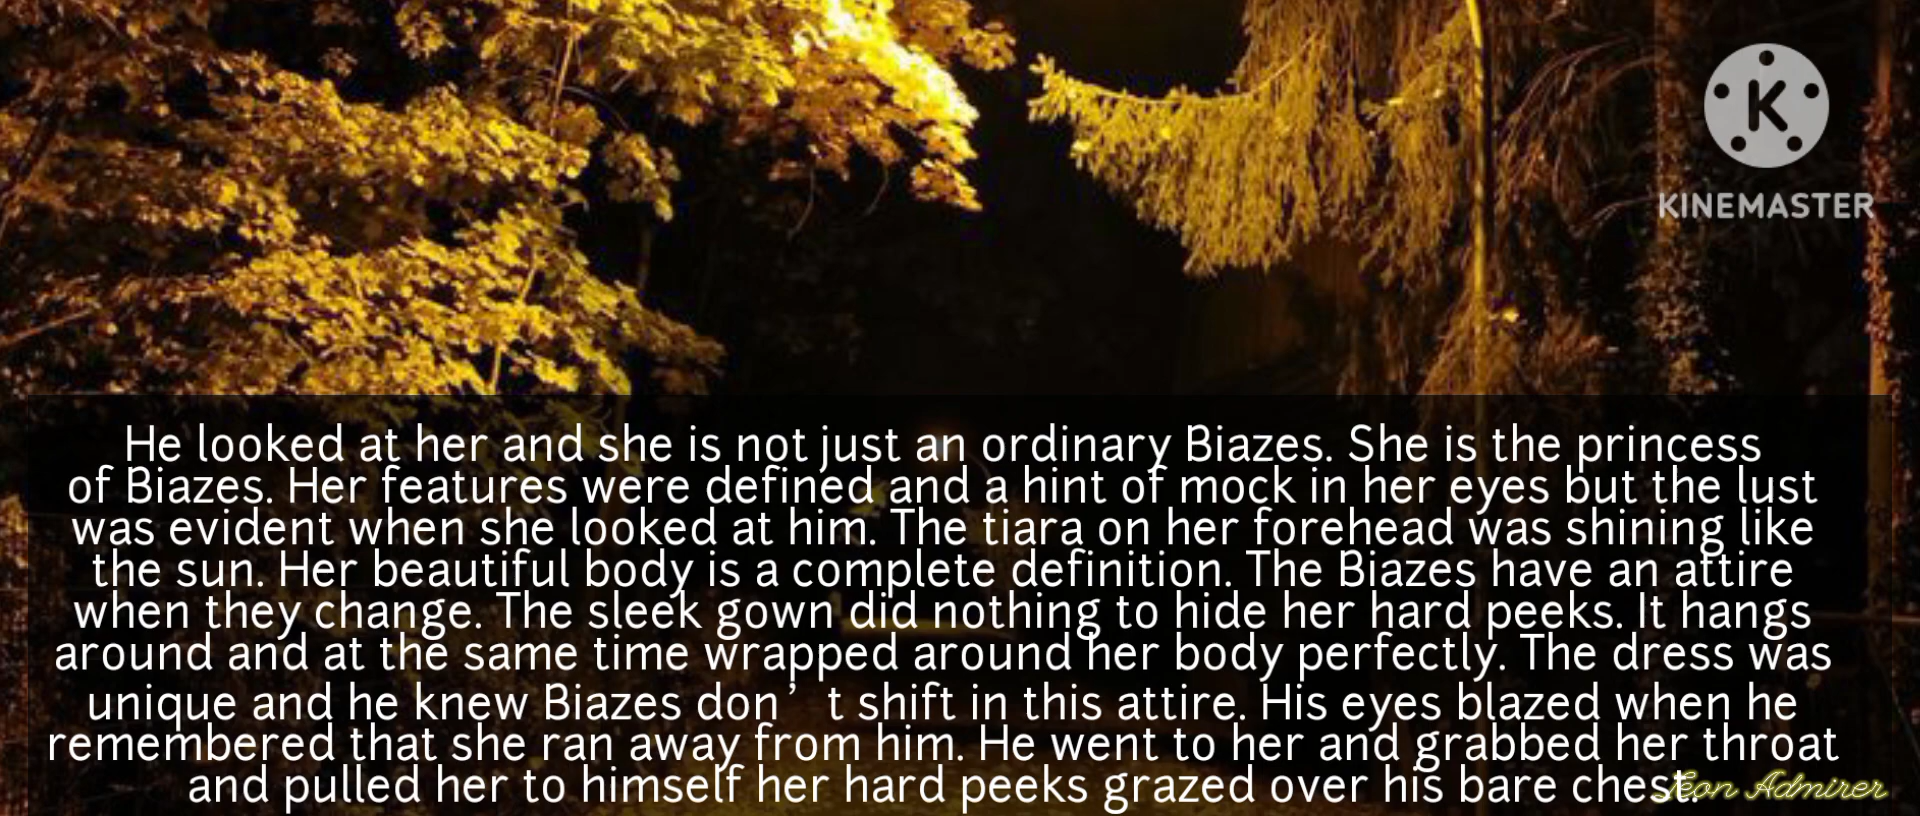 K
KINEMASTER
He looked at her and she is not just an ordinary Biazes. She is the princess
of Biazes. Her features were defined and a hint of mock in her eyes but the lust
was evident when she looked at him. The tiara on her forehead was shining like
the sun. Her beautiful body is a complete definition. The Biazes have an attire
when they change. The sleek gown did nothing to hide her hard peeks. It hangs
around and at the same time wrapped around her body perfectly. The dress was
unique and he knew Biazes don’t shift in this attire. His eyes blazed when he
remembered that she ran away from him. He went to her and grabbed her throat
and pulled her to himself her hard peeks grazed over his bare chest.
Jeon Admirer